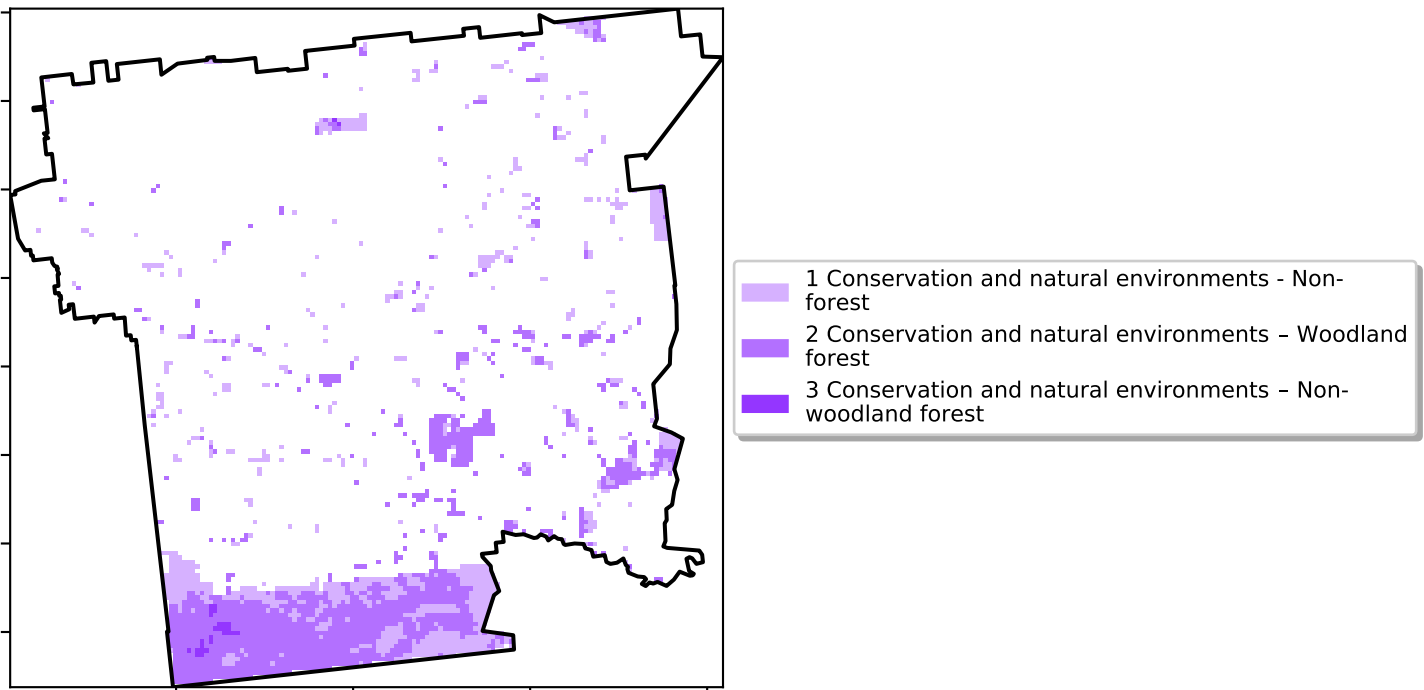 1 Conservation and natural environments - Non-
forest
2 Conservation and natural environments – Woodland
forest
3 Conservation and natural environments – Non-
woodland forest